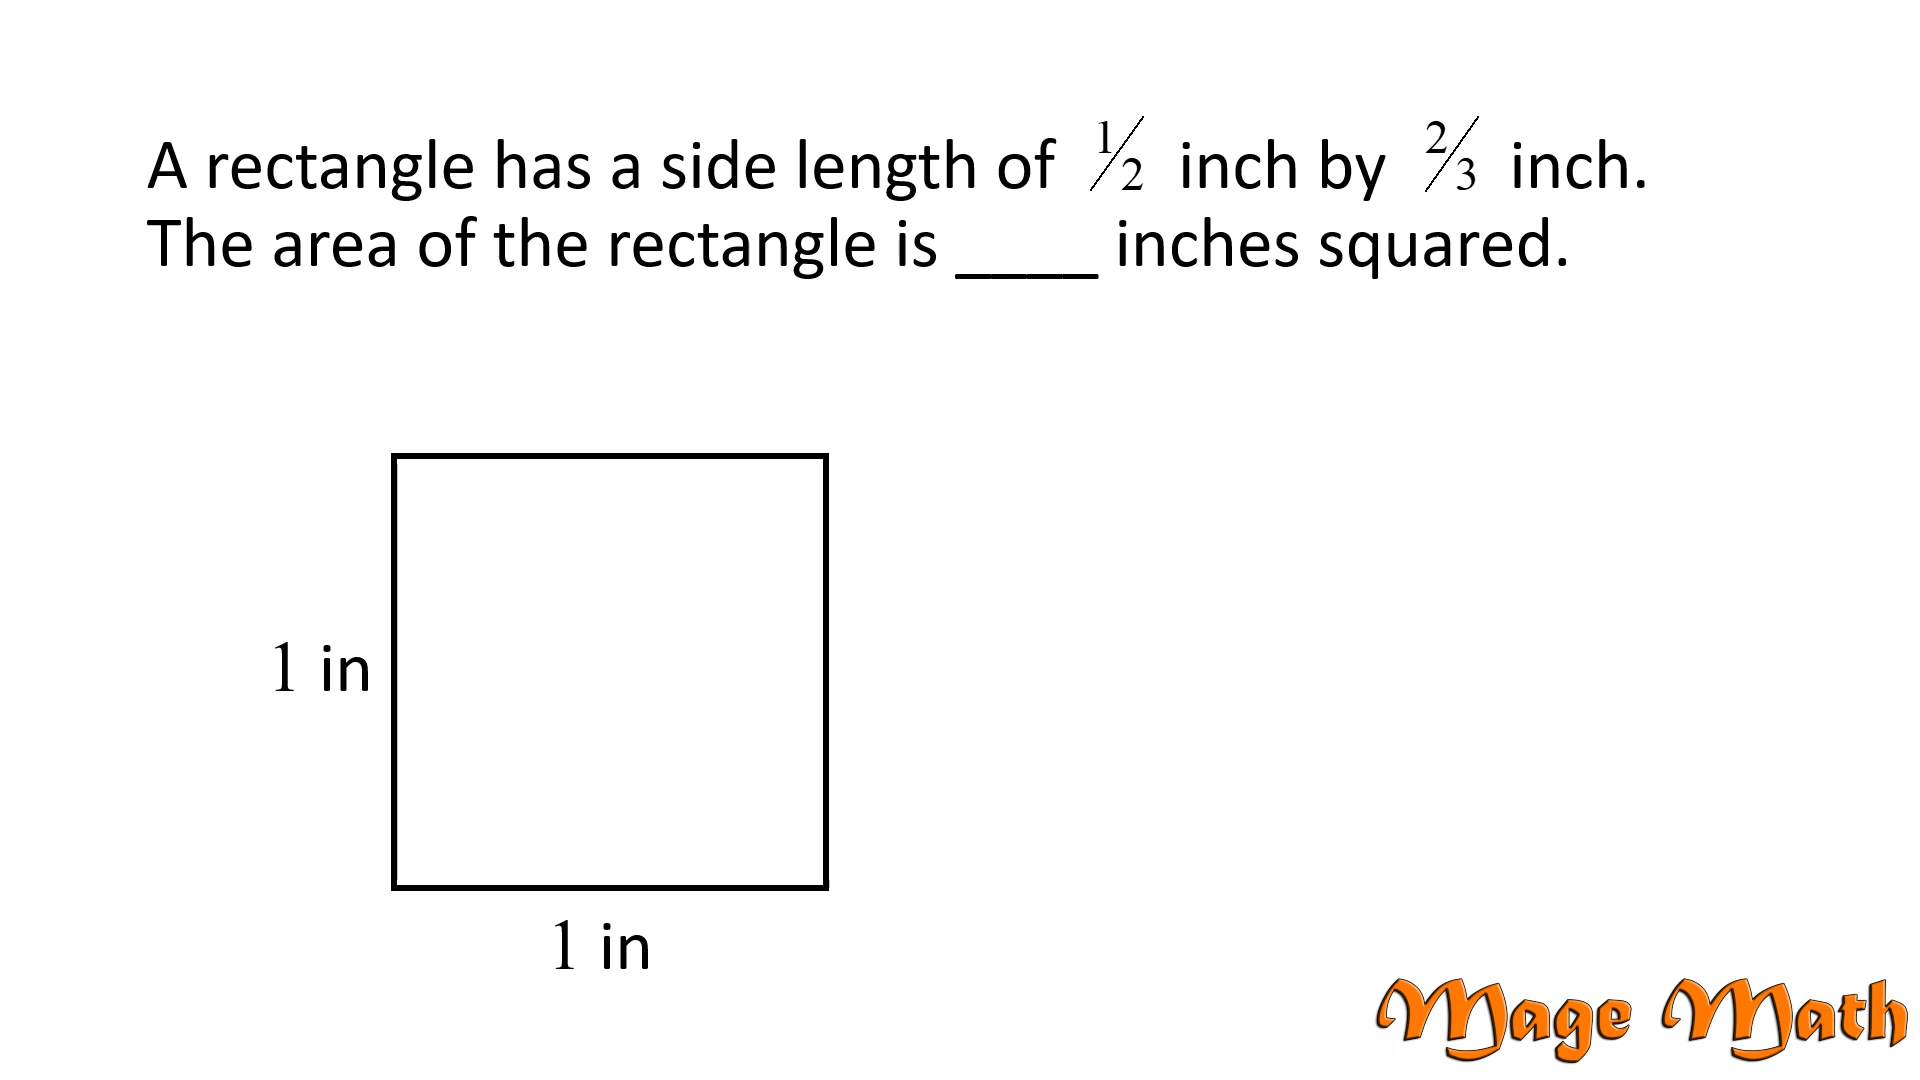 A rectangle has a side length of 1/2 inch by 2/3 inch.
The area of the rectangle is ____ inches squared.
1 in
1 in
Mage Math